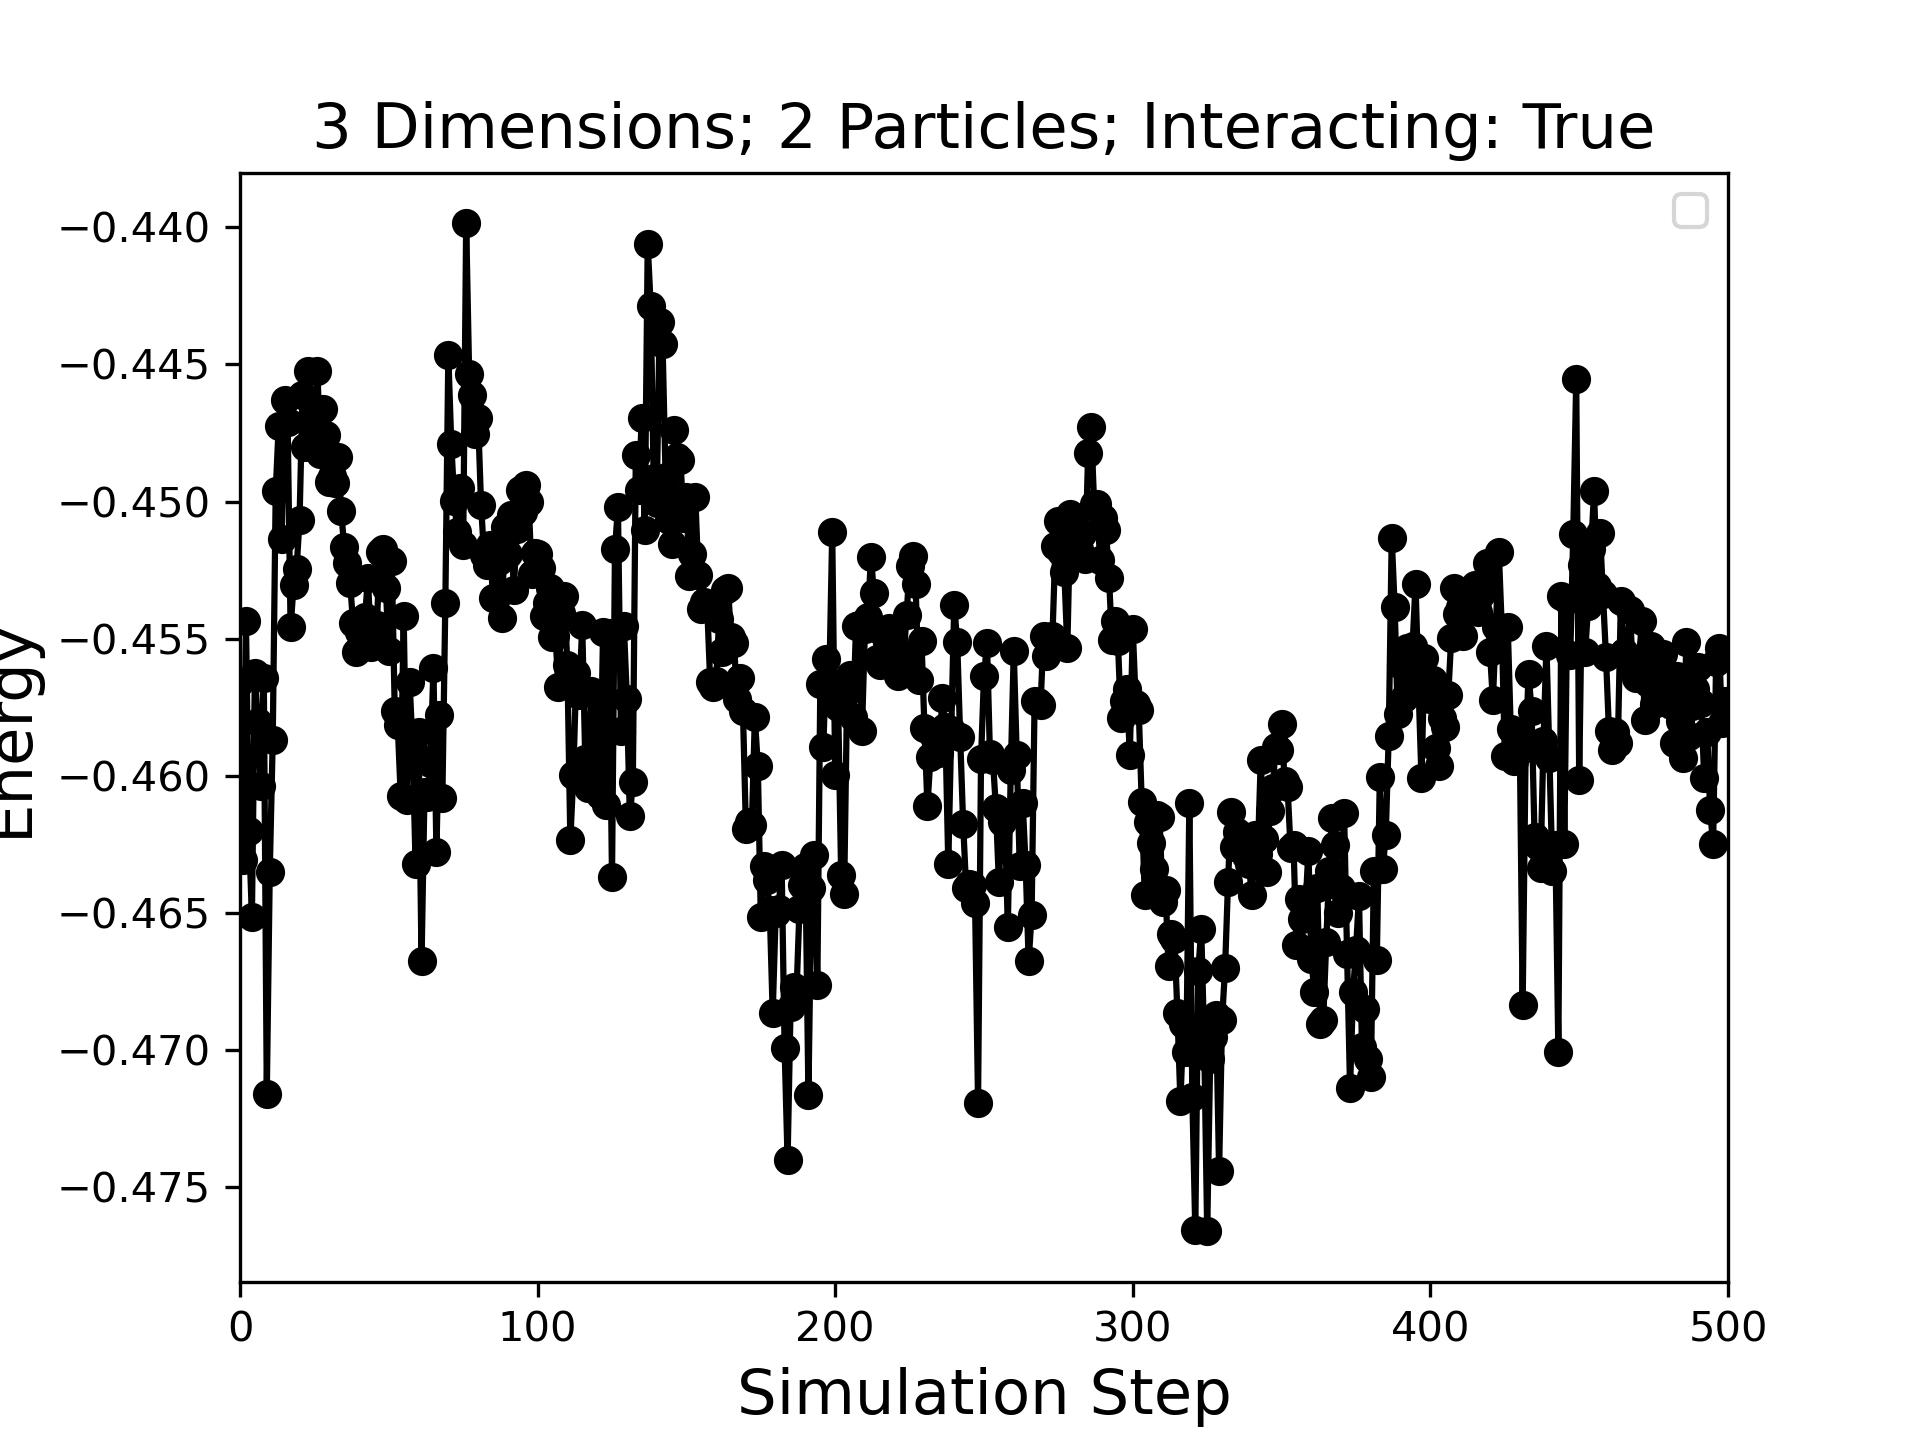 3 Dimensions; 2 Particles; Interacting: True
−0.440
−0.445
−0.450
−0.455
−0.460
−0.465
−0.470
−0.475
Energy
0 100 200 300 400 500
Simulation Step